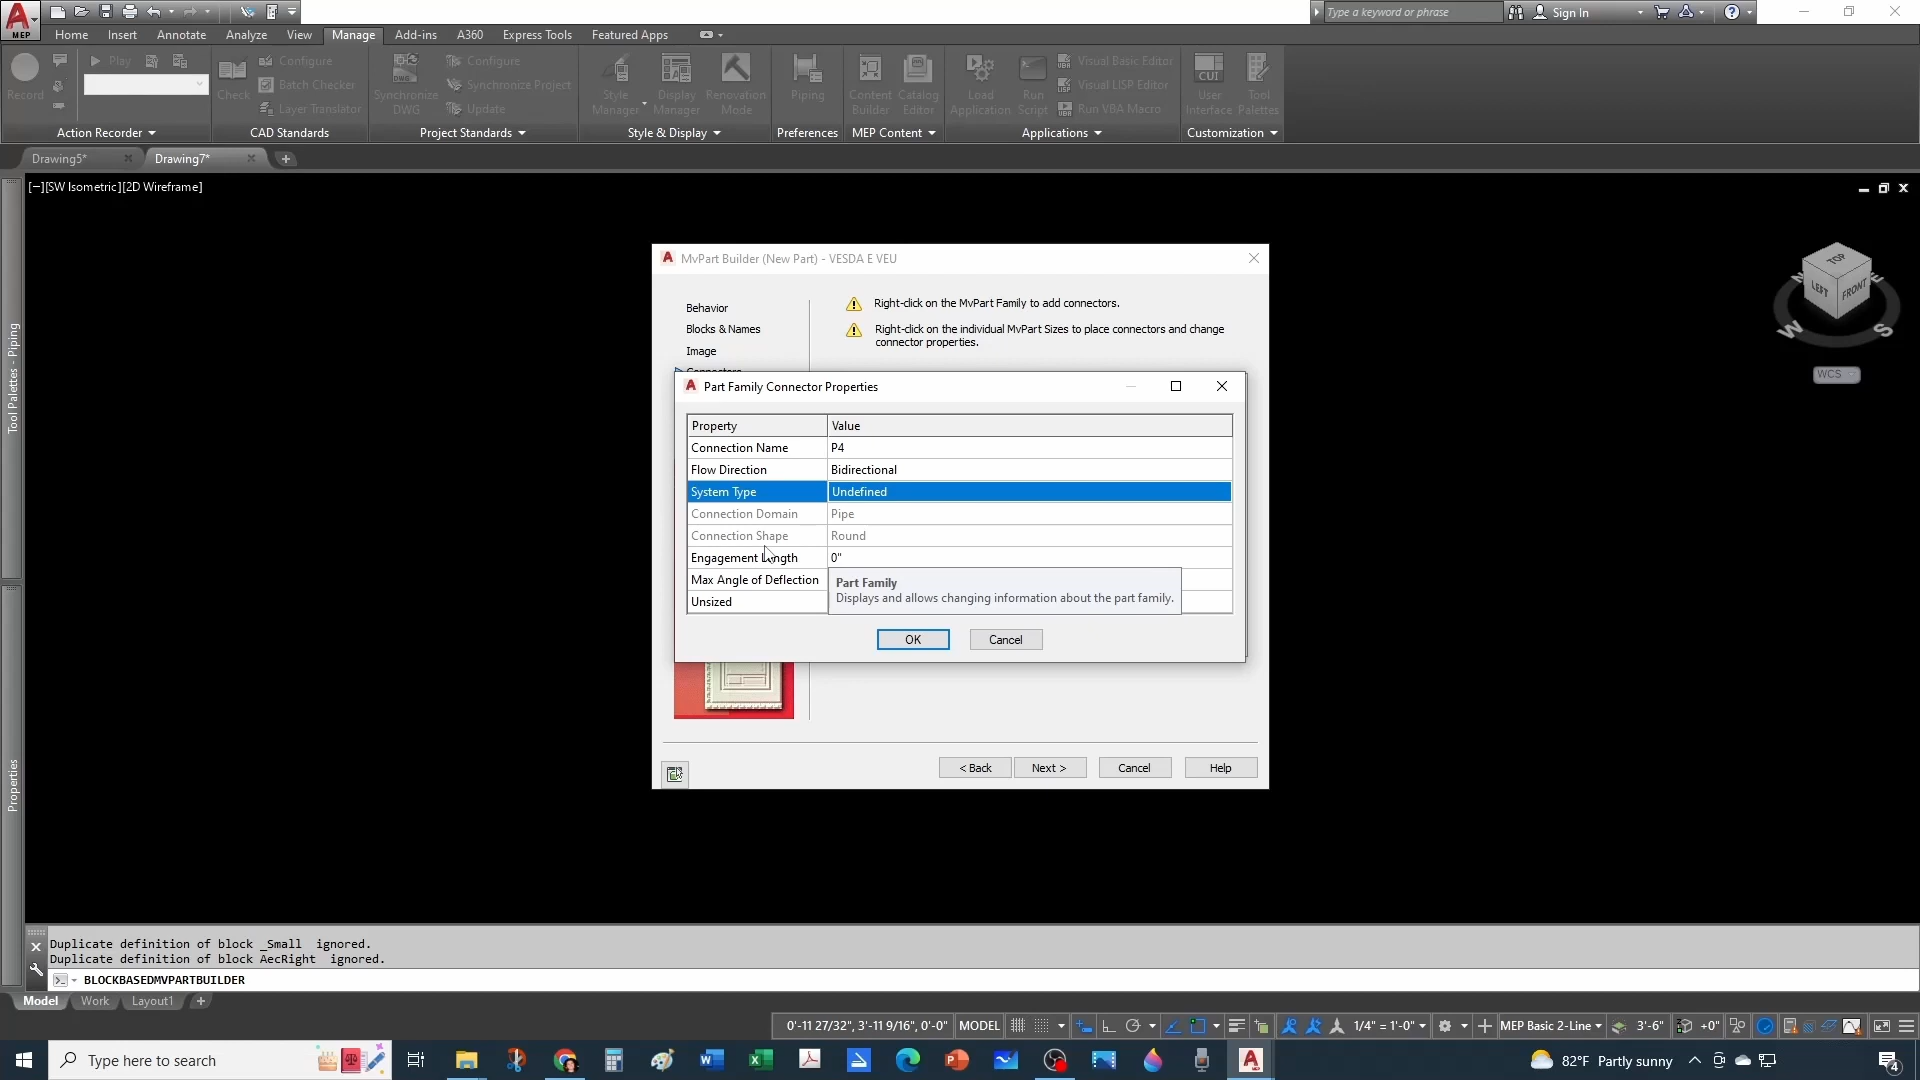 MEP
Type a keyword or phrase
Sign In
Home
Insert
Annotate
Analyze
View
Manage
Add-ins
A360
Express Tools
Featured Apps
Record
Play
Check
Configure
Batch Checker
Layer Translator
Synchronize
DWG
Configure
Synchronize Project
Update
Style
Manager
Display
Manager
Renovation
Mode
Piping
Content
Builder
Catalog
Editor
Load
Application
Run
Script
Visual Basic Editor
Visual LISP Editor
Run VBA Macro
CUI
User
Interface
Tool
Palettes
Action Recorder
CAD Standards
Project Standards
Style & Display
Preferences
MEP Content
Applications
Customization
Drawing5*
Drawing7*
[−][SW Isometric][2D Wireframe]
Tool Palettes - Piping
Properties
TOP
LEFT
FRONT
N
E
W
S
WCS
MvPart Builder (New Part) - VESDA E VEU
Behavior
Blocks & Names
Image
Connectors
Right-click on the MvPart Family to add connectors.
Right-click on the individual MvPart Sizes to place connectors and change
connector properties.
Part Family Connector Properties
Property Value
Connection Name P4
Flow Direction Bidirectional
System Type Undefined
Connection Domain Pipe
Connection Shape Round
Engagement Length 0"
Max Angle of Deflection
Unsized
Part Family
Displays and allows changing information about the part family.
OK
Cancel
< Back
Next >
Cancel
Help
Duplicate definition of block _Small  ignored.
Duplicate definition of block AecRight  ignored.
BLOCKBASEDMVPARTBUILDER
Model
Work
Layout1
0'-11 27/32", 3'-11 9/16", 0'-0"
MODEL
1/4" = 1'-0"
MEP Basic 2-Line
3'-6"
+0"
Type here to search
82°F Partly sunny
4